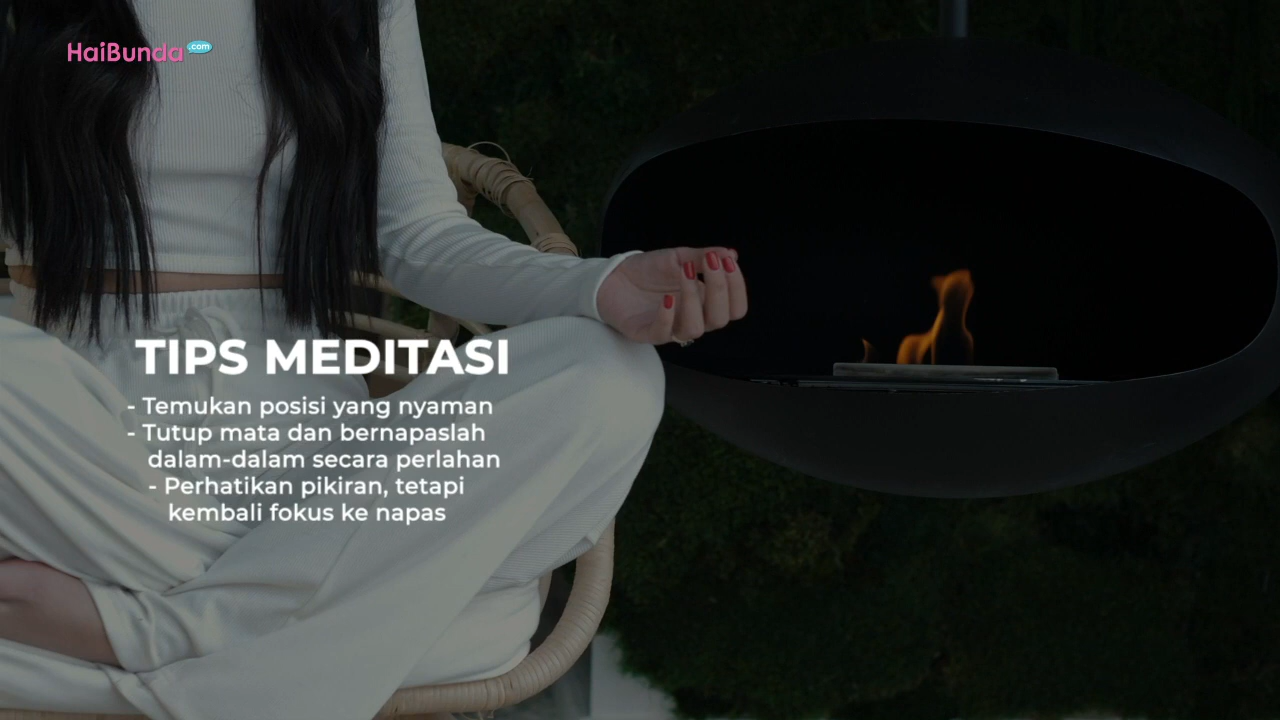 HaiBunda.com
TIPS MEDITASI
- Temukan posisi yang nyaman
- Tutup mata dan bernapaslah
dalam-dalam secara perlahan
- Perhatikan pikiran, tetapi
kembali fokus ke napas